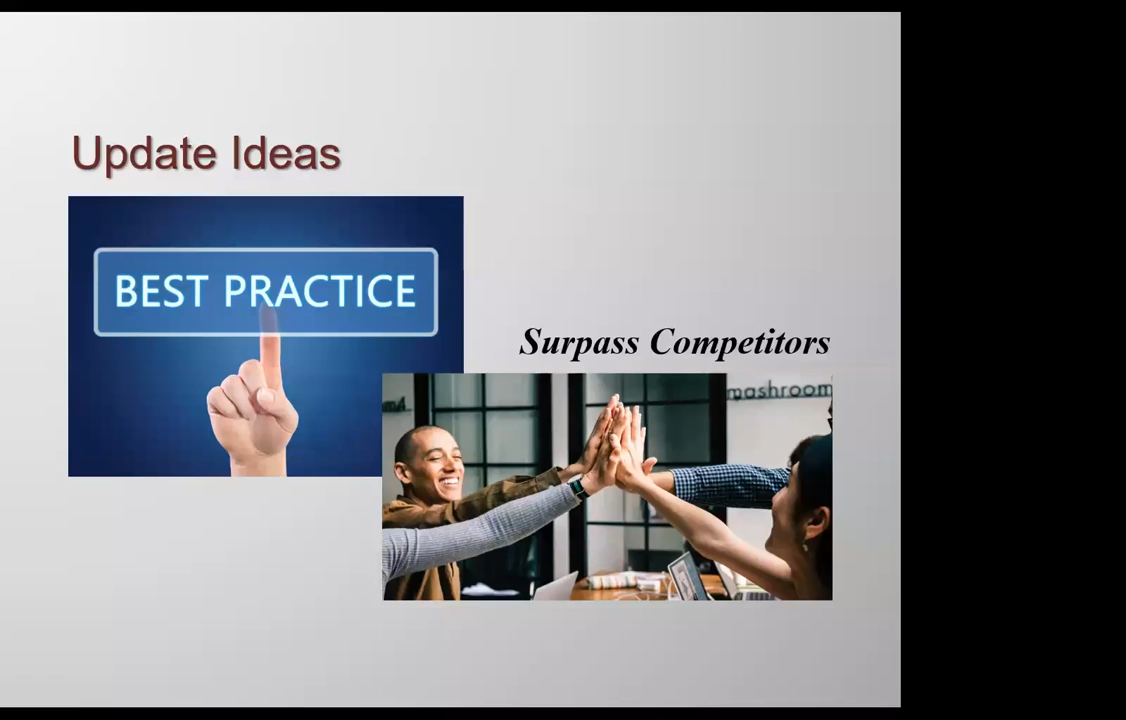 Update Ideas
BEST PRACTICE
Surpass Competitors
mashroom